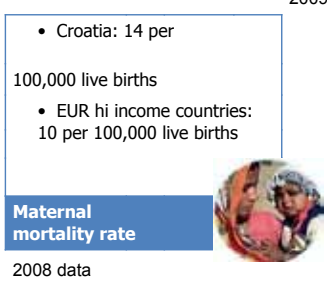 • Croatia: 14 per
100,000 live births
• EUR hi income countries:
10 per 100,000 live births
Maternal
mortality rate
2008 data